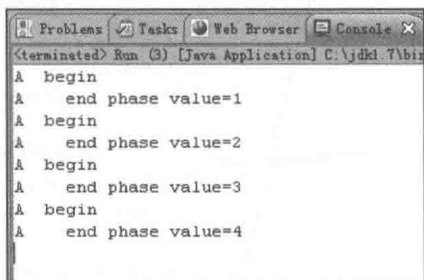 Problems Tasks Web Browser Console
<terminated> Run (3) [Java Application] C:\jdk1.7\bin
A  begin
A    end phase value=1
A  begin
A    end phase value=2
A  begin
A    end phase value=3
A  begin
A    end phase value=4